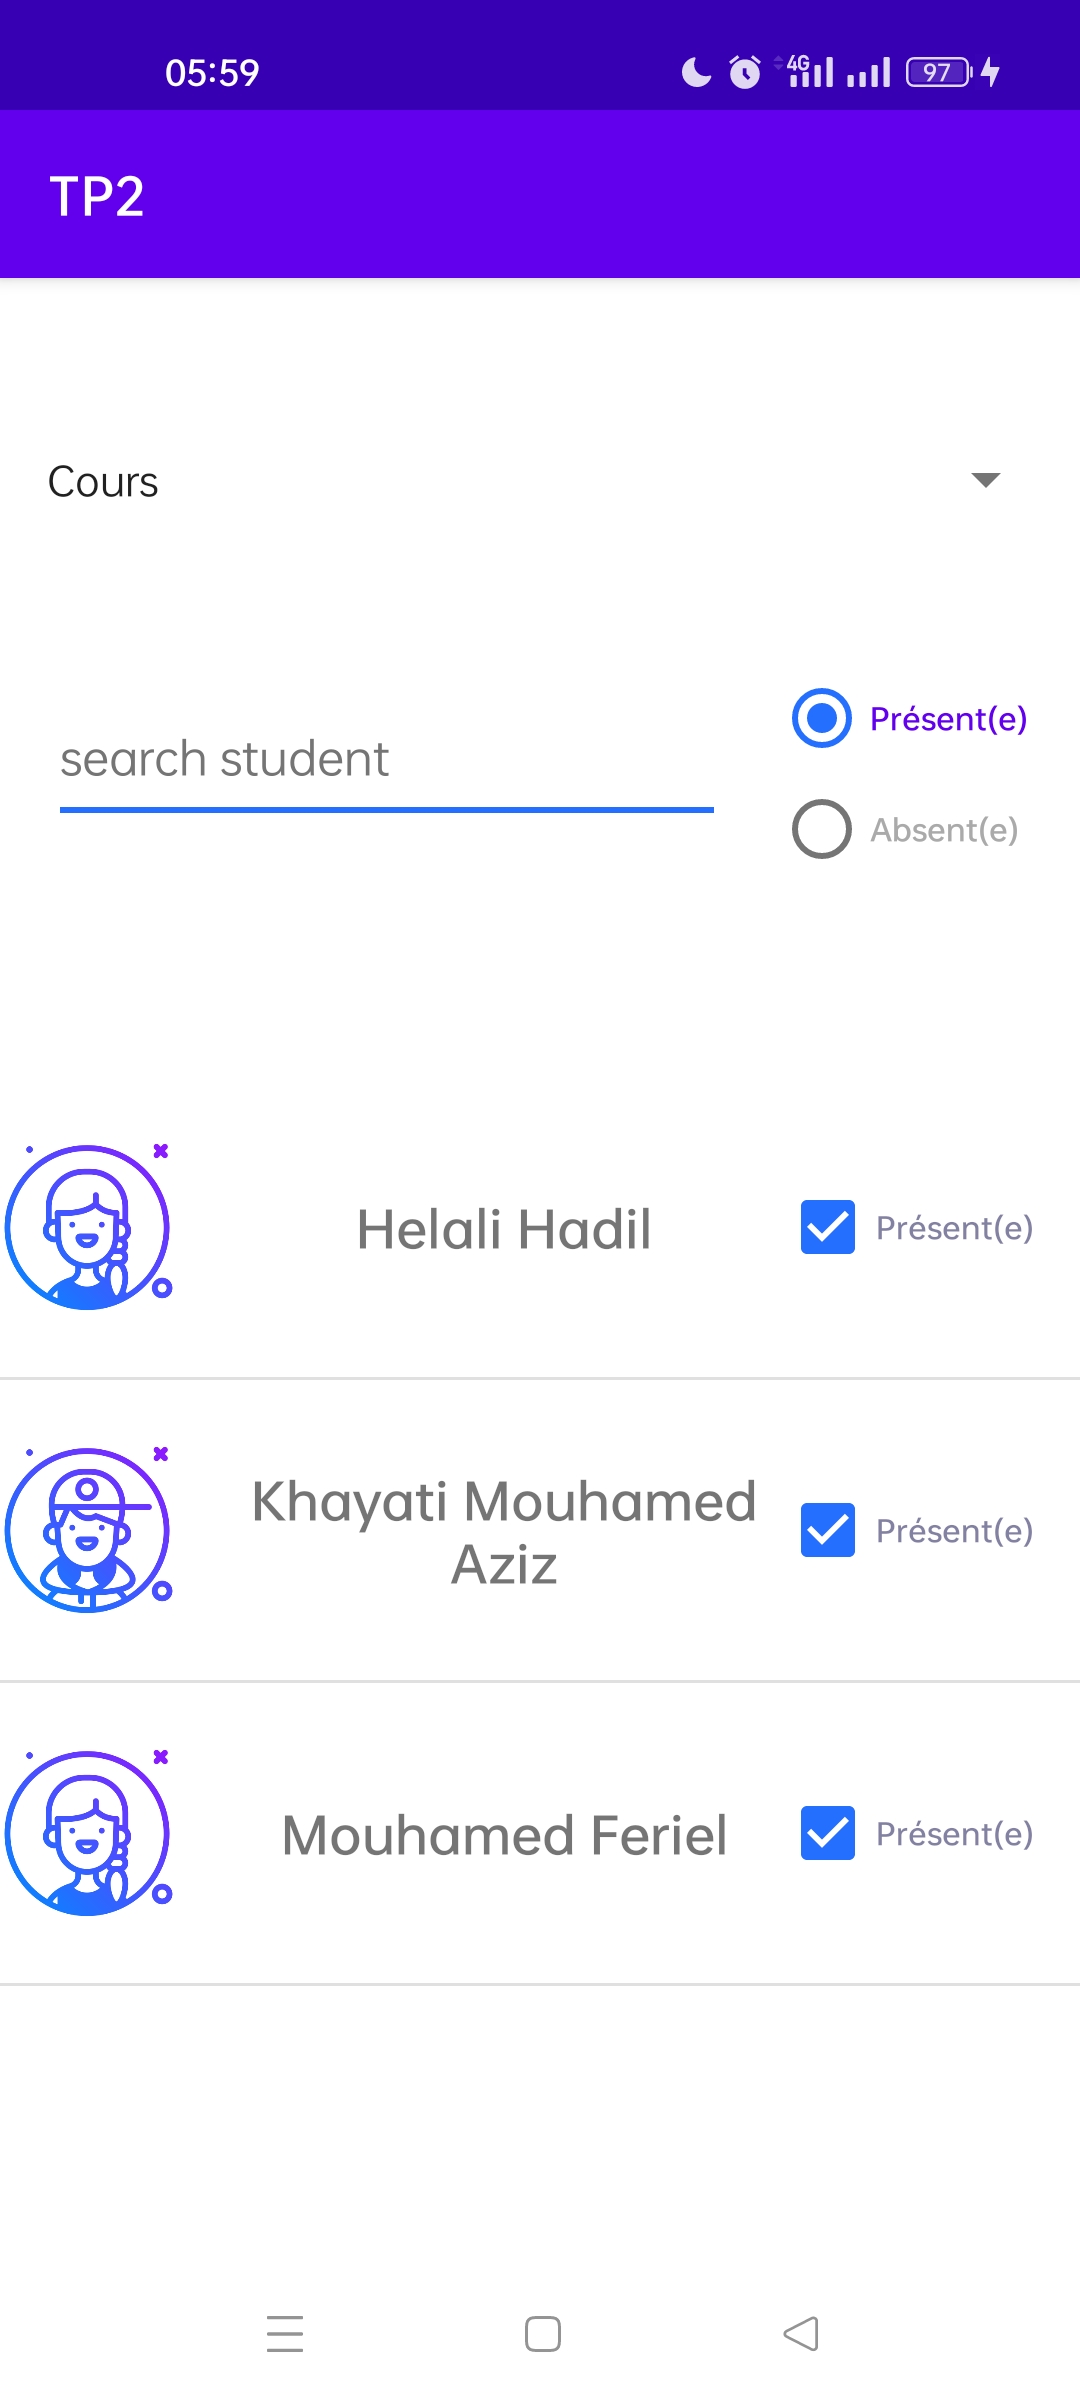 05:59
4G
97
TP2
Cours
search student
Présent(e)
Absent(e)
Helali Hadil
Présent(e)
Khayati Mouhamed
Aziz
Présent(e)
Mouhamed Feriel
Présent(e)